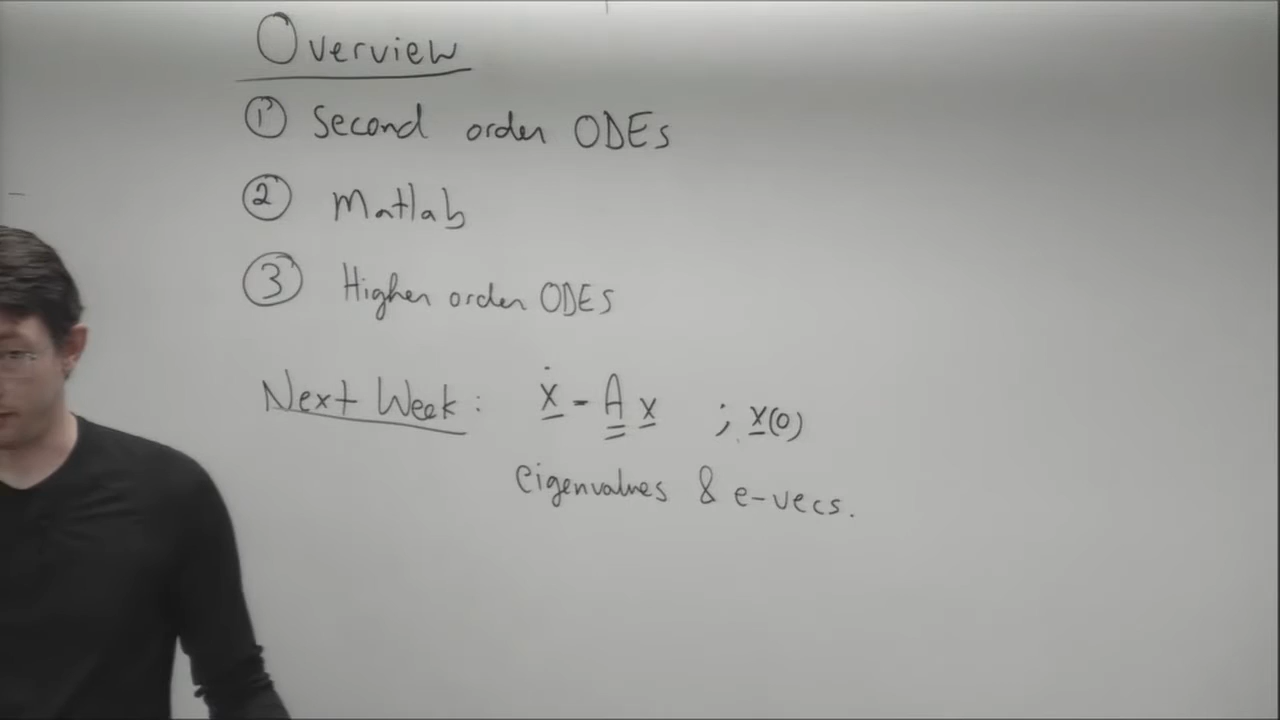 Overview
① Second order ODEs
② Matlab
③ Higher order ODEs
Next Week: ẋ - A x ; x(0)
eigenvalues & e-vecs.